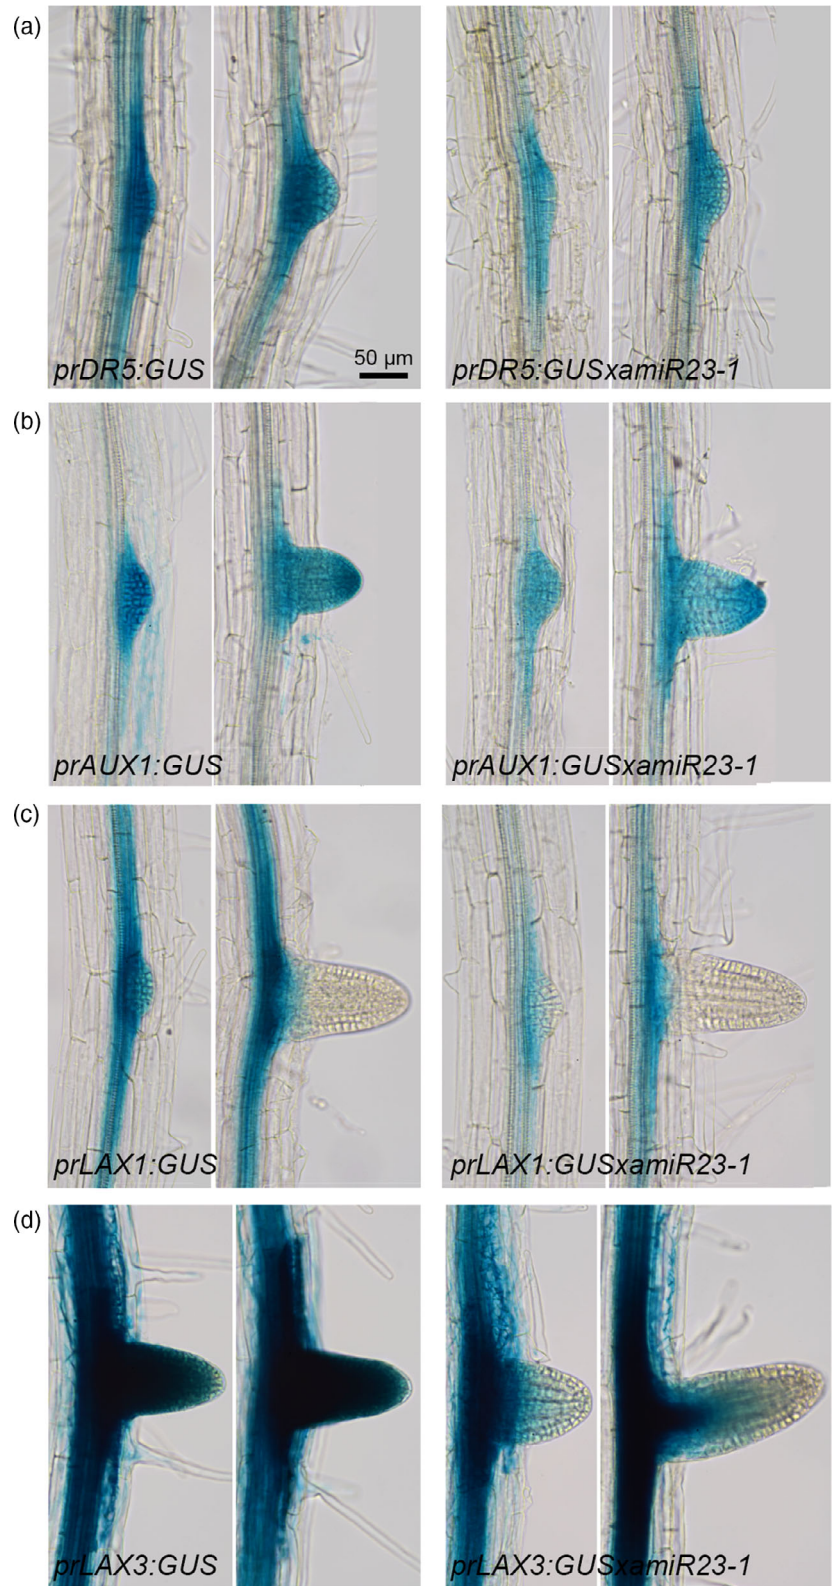 (a)
prDR5:GUS
50 µm
prDR5:GUSxamiR23-1
(b)
prAUX1:GUS
prAUX1:GUSxamiR23-1
(c)
prLAX1:GUS
prLAX1:GUSxamiR23-1
(d)
prLAX3:GUS
prLAX3:GUSxamiR23-1